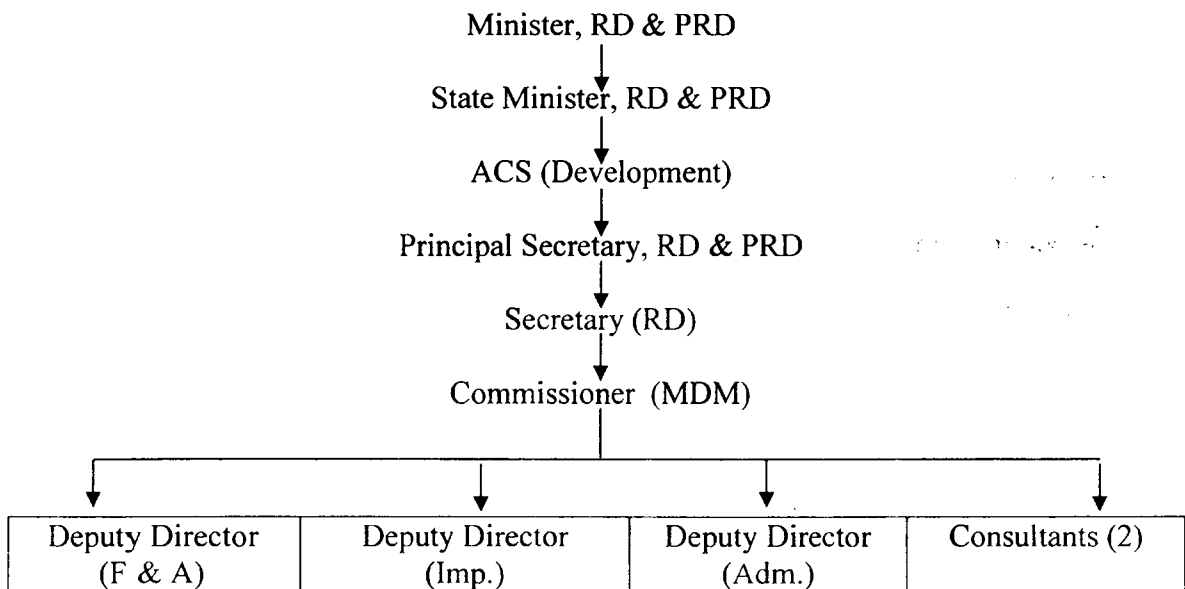 Minister, RD & PRD
State Minister, RD & PRD
ACS (Development)
Principal Secretary, RD & PRD
Secretary (RD)
Commissioner (MDM)
Deputy Director
(F & A)
Deputy Director
(Imp.)
Deputy Director
(Adm.)
Consultants (2)